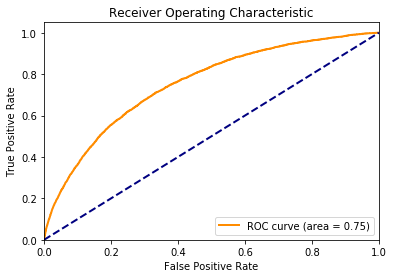 Receiver Operating Characteristic
1.0
0.8
0.6
0.4
0.2
0.0
True Positive Rate
ROC curve (area = 0.75)
0.0 0.2 0.4 0.6 0.8 1.0
False Positive Rate